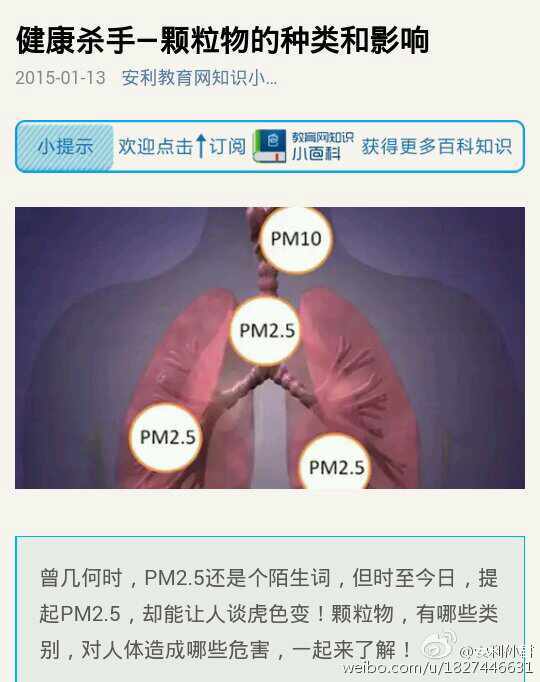 健康杀手—颗粒物的种类和影响
2015-01-13 安利教育网知识小...
小提示 欢迎点击↑订阅 教育网知识 小百科 获得更多百科知识
PM10
PM2.5
PM2.5
PM2.5
曾几何时，PM2.5还是个陌生词，但时至今日，提
起PM2.5，却能让人谈虎色变！颗粒物，有哪些类
别，对人体造成哪些危害，一起来了解！
weibo.com/u/1827446631